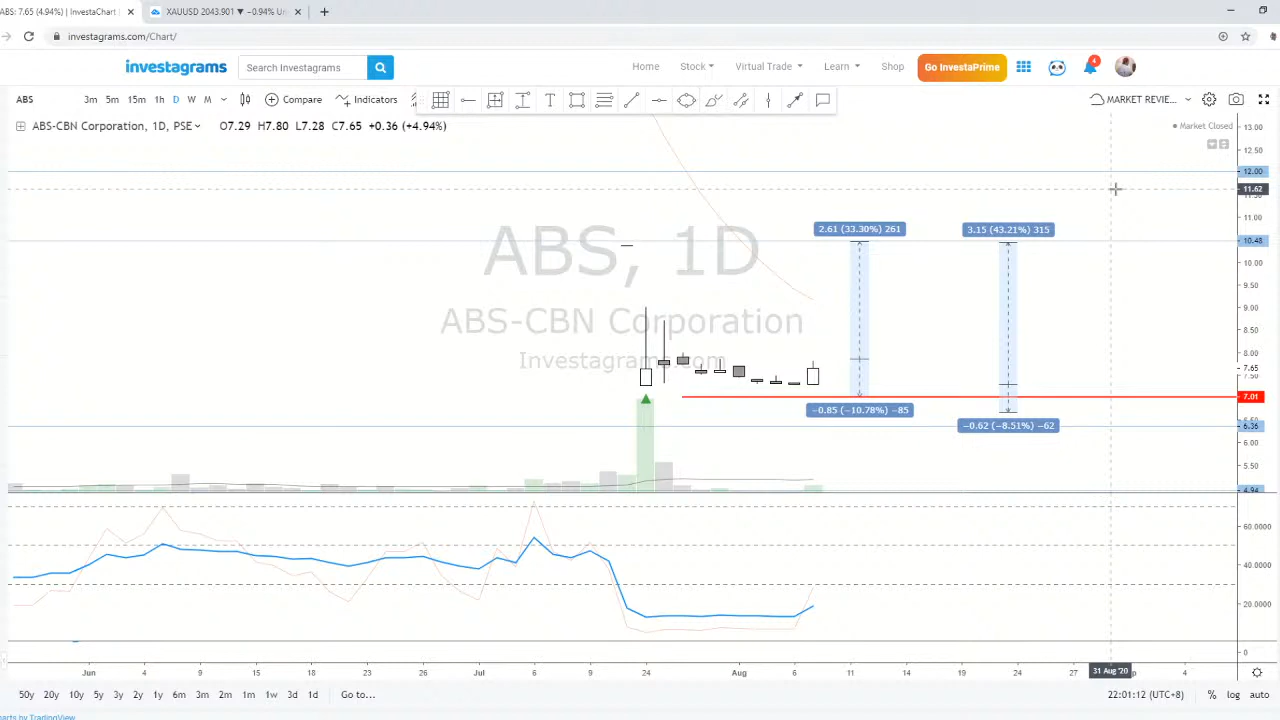 ABS: 7.65 (4.94%) | InvestaChart
XAUUSD 2043.901 ▼ −0.94% Un
investagrams.com/Chart/
investagrams
Search Investagrams
Home
Stock
Virtual Trade
Learn
Shop
Go InvestaPrime
4
ABS
3m 5m 15m 1h D W M
Compare
Indicators
MARKET REVIE...
ABS-CBN Corporation, 1D, PSE
O7.29 H7.80 L7.28 C7.65 +0.36 (+4.94%)
Market Closed
ABS, 1D
ABS-CBN Corporation
Investagrams.com
2.61 (33.30%) 261
3.15 (43.21%) 315
−0.85 (−10.78%) −85
−0.62 (−8.51%) −62
13.00
12.50
12.00
11.62
11.00
10.48
10.00
9.50
9.00
8.50
8.00
7.65
7.50
7.01
6.36
6.00
5.50
4.94
60.0000
40.0000
20.0000
0
Jun 4 9 15 18 23 26 Jul 6 9 24 29 Aug 6 11 14 19 24 27 31 Aug '20 4
50y 20y 10y 5y 3y 2y 1y 6m 3m 2m 1m 1w 3d 1d Go to...
22:01:12 (UTC+8) % log auto
Charts by TradingView